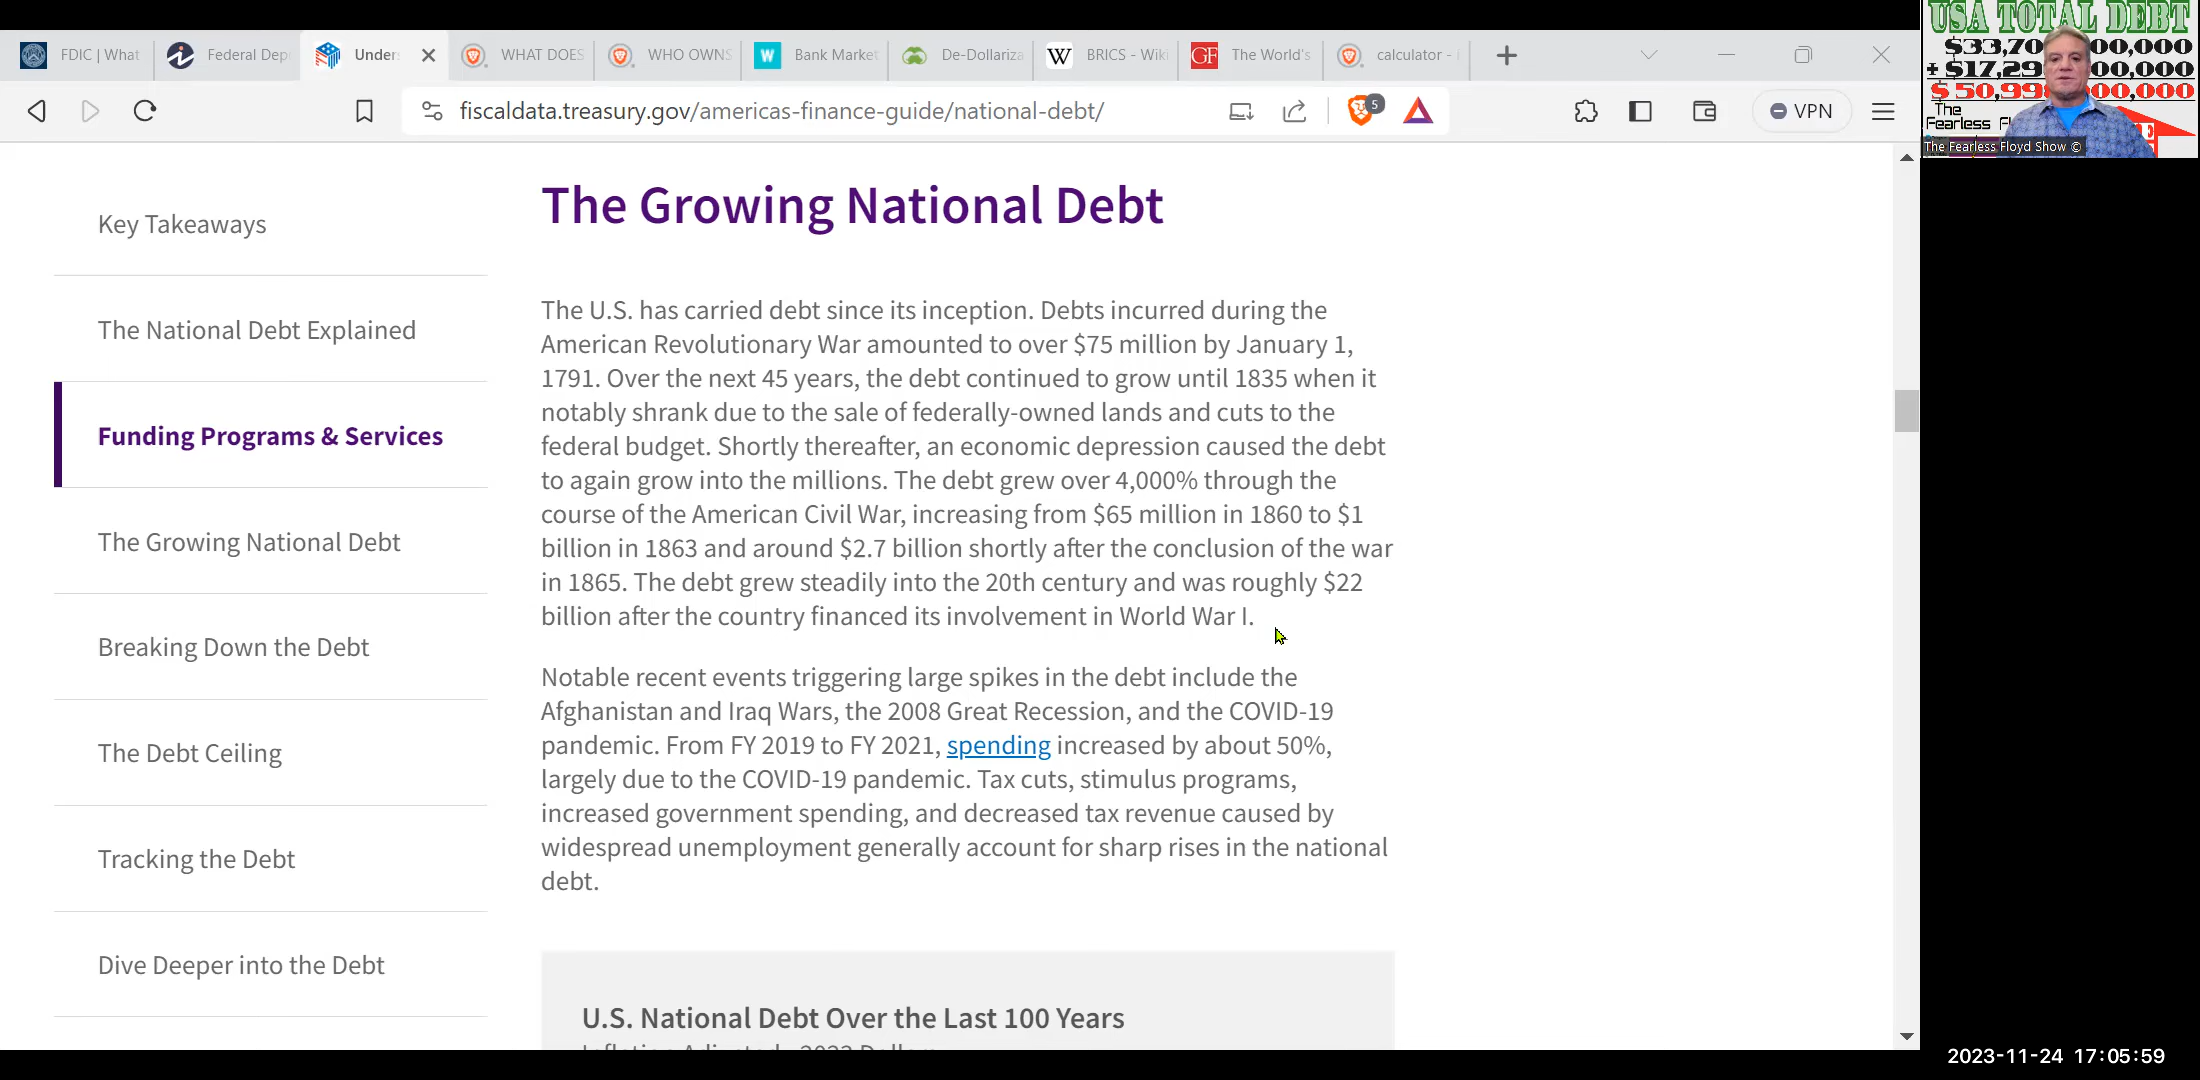 FDIC | What
Federal Dep
Unders
WHAT DOES
WHO OWNS
Bank Market
De-Dollariza
BRICS - Wiki
The World's
calculator -
fiscaldata.treasury.gov/americas-finance-guide/national-debt/
5
VPN
USA TOTAL DEBT
The
Fearless
The Fearless Floyd Show ©
Key Takeaways
The National Debt Explained
Funding Programs & Services
The Growing National Debt
Breaking Down the Debt
The Debt Ceiling
Tracking the Debt
Dive Deeper into the Debt
The Growing National Debt
The U.S. has carried debt since its inception. Debts incurred during the
American Revolutionary War amounted to over $75 million by January 1,
1791. Over the next 45 years, the debt continued to grow until 1835 when it
notably shrank due to the sale of federally-owned lands and cuts to the
federal budget. Shortly thereafter, an economic depression caused the debt
to again grow into the millions. The debt grew over 4,000% through the
course of the American Civil War, increasing from $65 million in 1860 to $1
billion in 1863 and around $2.7 billion shortly after the conclusion of the war
in 1865. The debt grew steadily into the 20th century and was roughly $22
billion after the country financed its involvement in World War I.
Notable recent events triggering large spikes in the debt include the
Afghanistan and Iraq Wars, the 2008 Great Recession, and the COVID-19
pandemic. From FY 2019 to FY 2021, spending increased by about 50%,
largely due to the COVID-19 pandemic. Tax cuts, stimulus programs,
increased government spending, and decreased tax revenue caused by
widespread unemployment generally account for sharp rises in the national
debt.
U.S. National Debt Over the Last 100 Years
2023-11-24 17:05:59